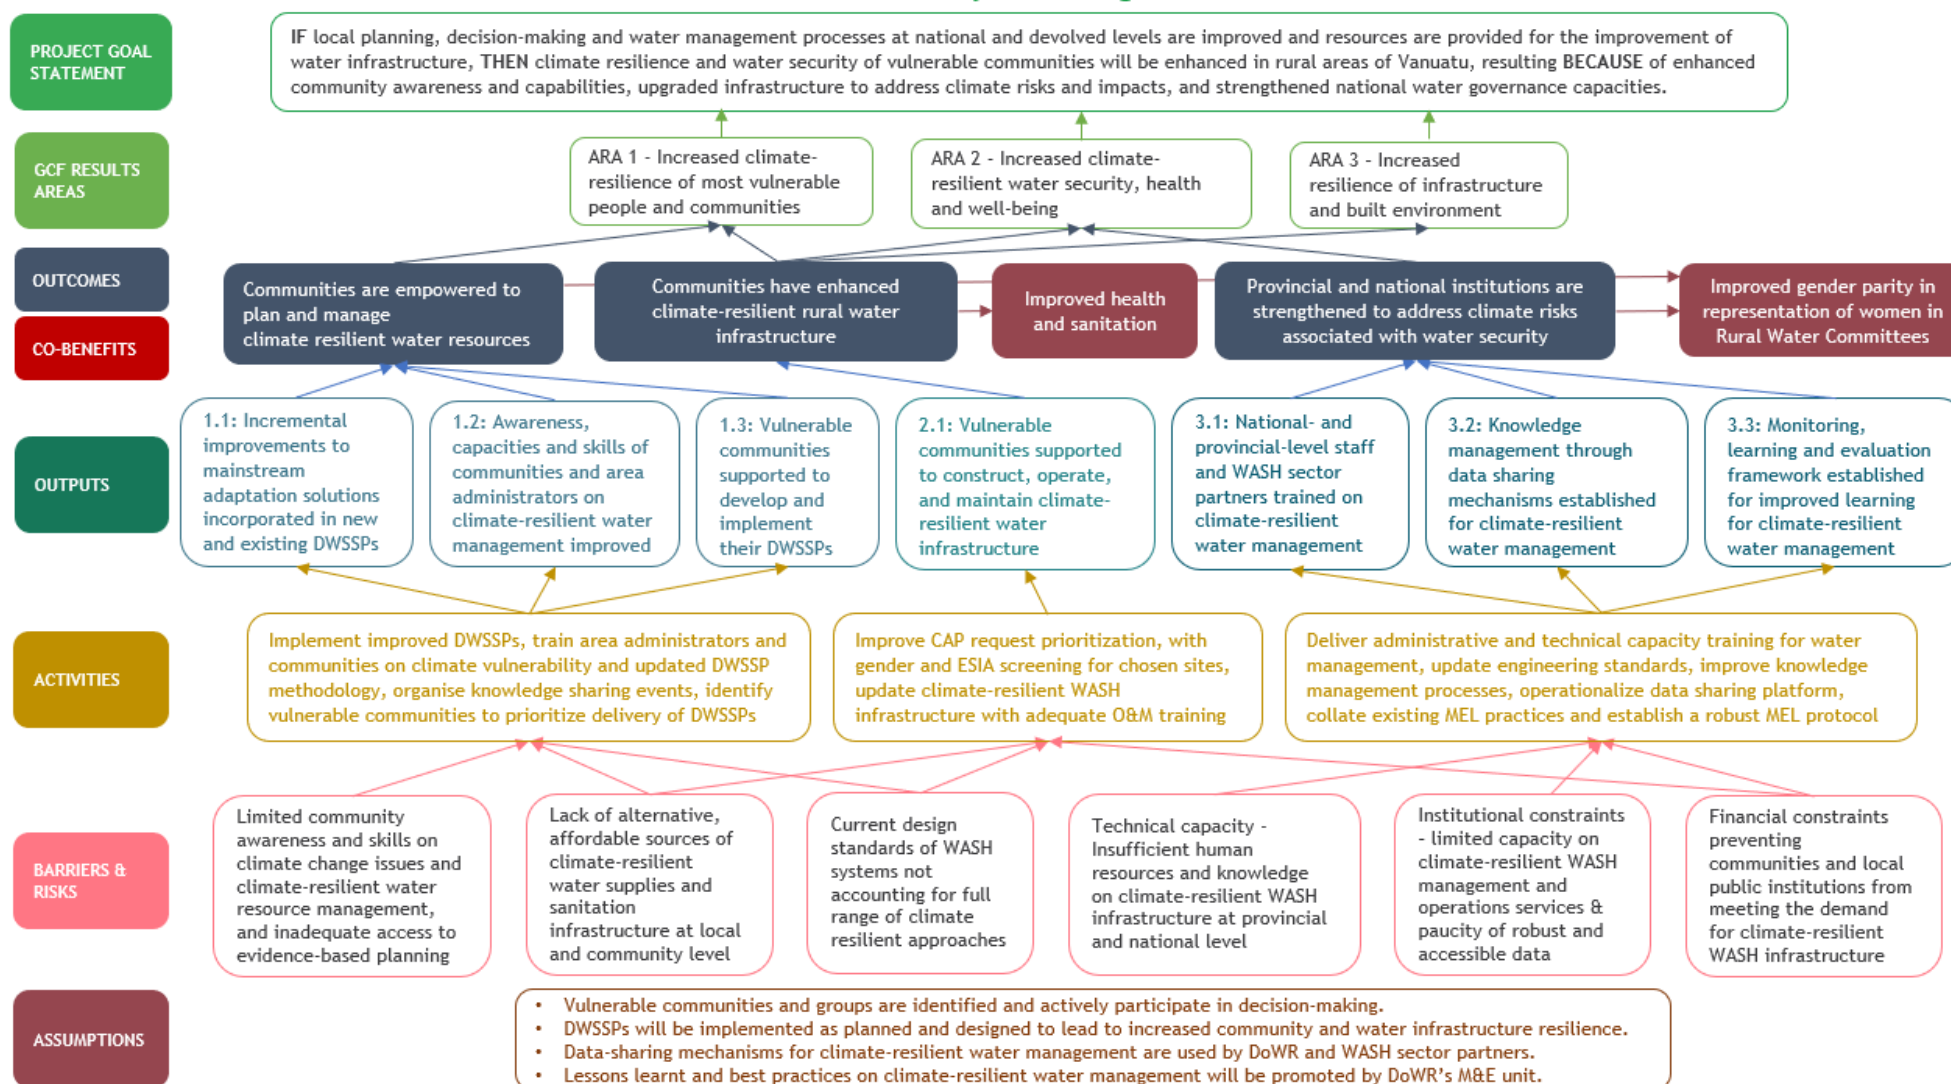 PROJECT GOAL
STATEMENT
IF local planning, decision-making and water management processes at national and devolved levels are improved and resources are provided for the improvement of
water infrastructure, THEN climate resilience and water security of vulnerable communities will be enhanced in rural areas of Vanuatu, resulting BECAUSE of enhanced
community awareness and capabilities, upgraded infrastructure to address climate risks and impacts, and strengthened national water governance capacities.
GCF RESULTS
AREAS
ARA 1 - Increased climate-
resilience of most vulnerable
people and communities
ARA 2 - Increased climate-
resilient water security, health
and well-being
ARA 3 - Increased
resilience of infrastructure
and built environment
OUTCOMES
CO-BENEFITS
Communities are empowered to
plan and manage
climate resilient water resources
Communities have enhanced
climate-resilient rural water
infrastructure
Improved health
and sanitation
Provincial and national institutions are
strengthened to address climate risks
associated with water security
Improved gender parity in
representation of women in
Rural Water Committees
OUTPUTS
1.1: Incremental
improvements to
mainstream
adaptation solutions
incorporated in new
and existing DWSSPs
1.2: Awareness,
capacities and skills of
communities and area
administrators on
climate-resilient water
management improved
1.3: Vulnerable
communities
supported to
develop and
implement
their DWSSPs
2.1: Vulnerable
communities supported
to construct, operate,
and maintain climate-
resilient water
infrastructure
3.1: National- and
provincial-level staff
and WASH sector
partners trained on
climate-resilient
water management
3.2: Knowledge
management through
data sharing
mechanisms established
for climate-resilient
water management
3.3: Monitoring,
learning and evaluation
framework established
for improved learning
for climate-resilient
water management
ACTIVITIES
Implement improved DWSSPs, train area administrators and
communities on climate vulnerability and updated DWSSP
methodology, organise knowledge sharing events, identify
vulnerable communities to prioritize delivery of DWSSPs
Improve CAP request prioritization, with
gender and ESIA screening for chosen sites,
update climate-resilient WASH
infrastructure with adequate O&M training
Deliver administrative and technical capacity training for water
management, update engineering standards, improve knowledge
management processes, operationalize data sharing platform,
collate existing MEL practices and establish a robust MEL protocol
BARRIERS &
RISKS
Limited community
awareness and skills on
climate change issues and
climate-resilient water
resource management,
and inadequate access to
evidence-based planning
Lack of alternative,
affordable sources of
climate-resilient
water supplies and
sanitation
infrastructure at local
and community level
Current design
standards of WASH
systems not
accounting for full
range of climate
resilient approaches
Technical capacity -
Insufficient human
resources and knowledge
on climate-resilient WASH
infrastructure at provincial
and national level
Institutional constraints
- limited capacity on
climate-resilient WASH
management and
operations services &
paucity of robust and
accessible data
Financial constraints
preventing
communities and local
public institutions from
meeting the demand
for climate-resilient
WASH infrastructure
ASSUMPTIONS
• Vulnerable communities and groups are identified and actively participate in decision-making.
• DWSSPs will be implemented as planned and designed to lead to increased community and water infrastructure resilience.
• Data-sharing mechanisms for climate-resilient water management are used by DoWR and WASH sector partners.
• Lessons learnt and best practices on climate-resilient water management will be promoted by DoWR's M&E unit.